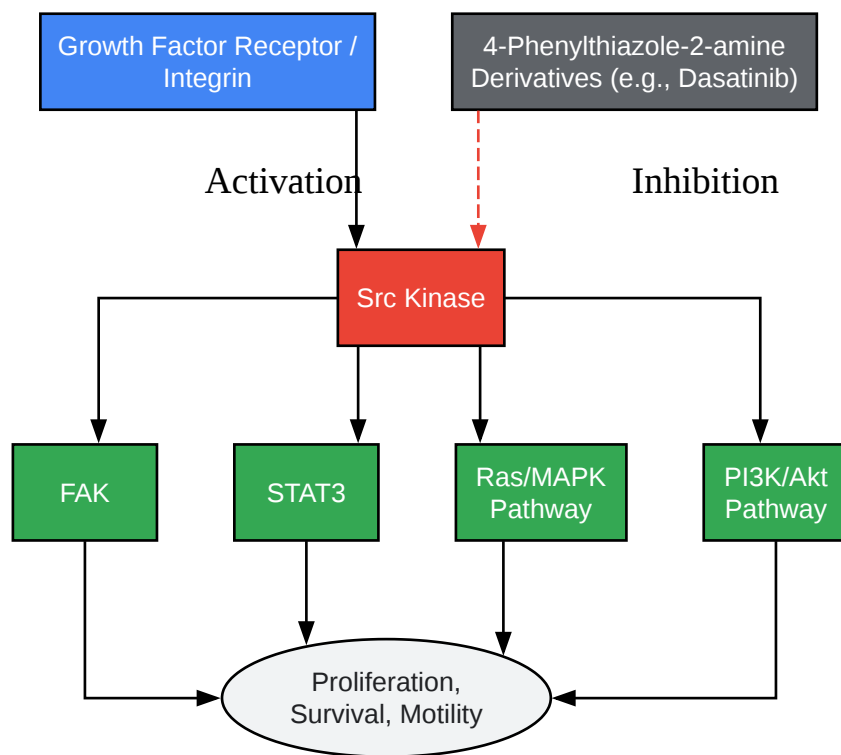 Growth Factor Receptor /
Integrin
4-Phenylthiazole-2-amine
Derivatives (e.g., Dasatinib)
Activation
Inhibition
Src Kinase
FAK
STAT3
Ras/MAPK
Pathway
PI3K/Akt
Pathway
Proliferation,
Survival, Motility